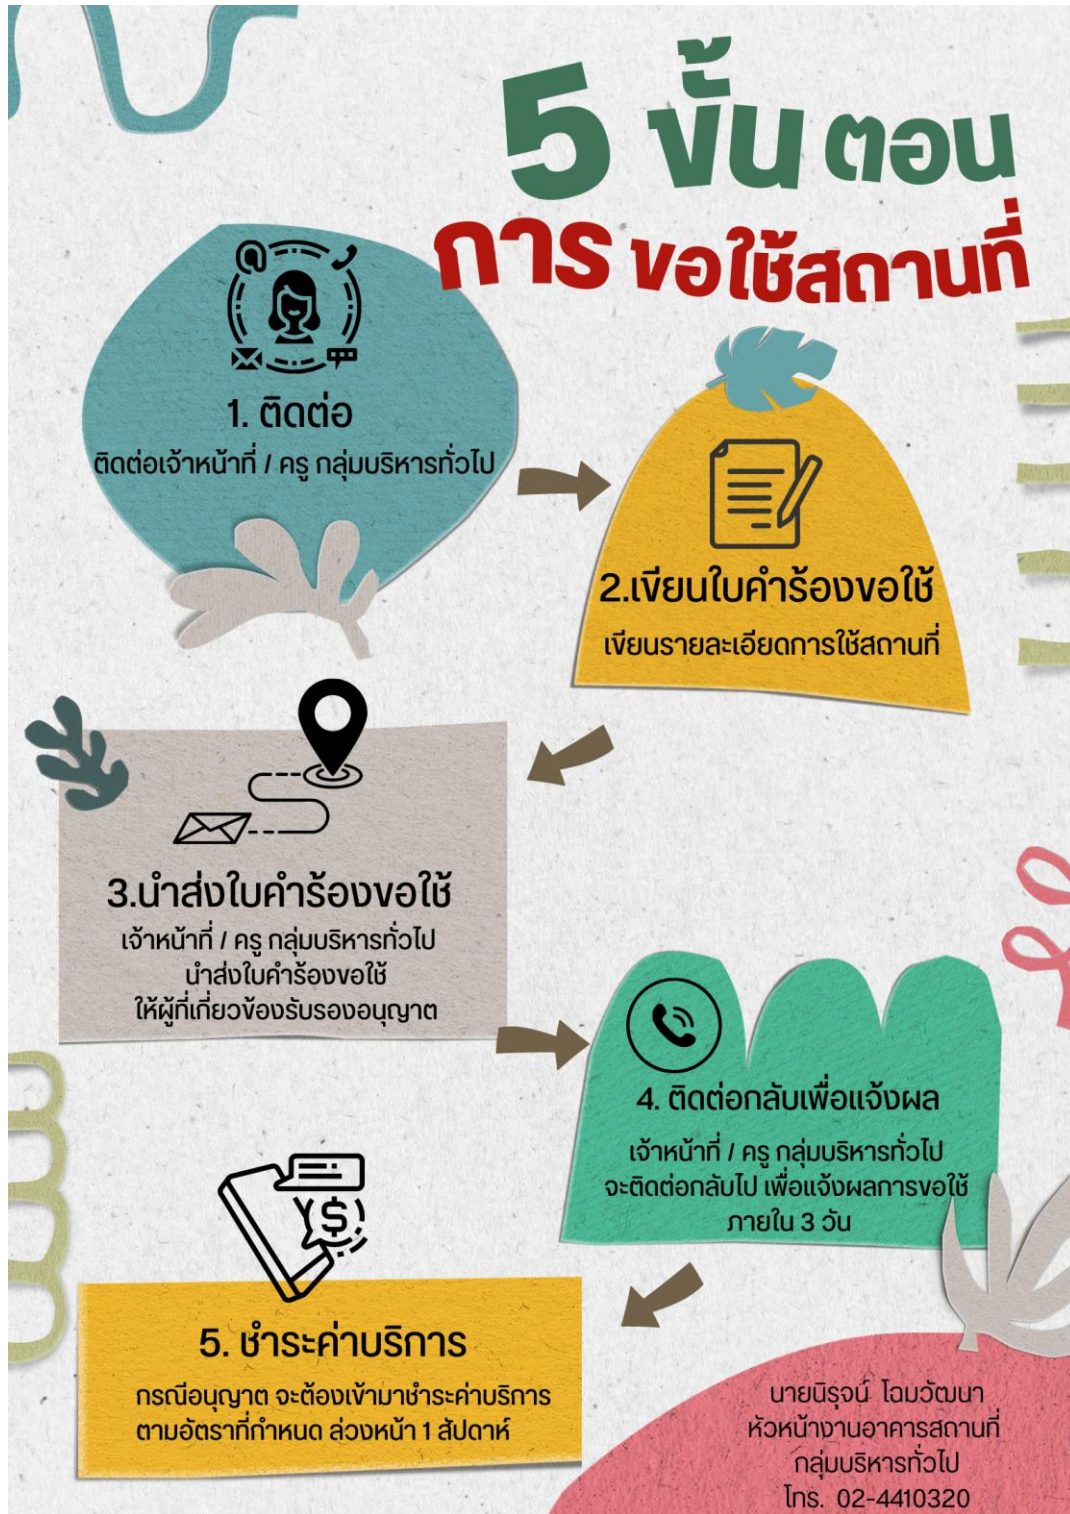 5 ขั้น ตอน
การ ขอใช้สถานที่
1. ติดต่อ
ติดต่อเจ้าหน้าที่ / ครู กลุ่มบริหารทั่วไป
2.เขียนใบคำร้องขอใช้
เขียนรายละเอียดการใช้สถานที่
3.นำส่งใบคำร้องขอใช้
เจ้าหน้าที่ / ครู กลุ่มบริหารทั่วไป
นำส่งใบคำร้องขอใช้
ให้ผู้ที่เกี่ยวข้องรับรองอนุญาต
4. ติดต่อกลับเพื่อแจ้งผล
เจ้าหน้าที่ / ครู กลุ่มบริหารทั่วไป
จะติดต่อกลับไป เพื่อแจ้งผลการขอใช้
ภายใน 3 วัน
$
5. ชำระค่าบริการ
กรณีอนุญาต จะต้องเข้ามาชำระค่าบริการ
ตามอัตราที่กำหนด ล่วงหน้า 1 สัปดาห์
นายนิรุจน์ โฉมวัฒนา
หัวหน้างานอาคารสถานที่
กลุ่มบริหารทั่วไป
โทร. 02-4410320